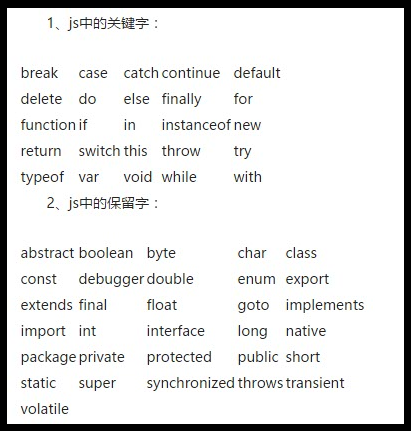 1、js中的关键字：
break case catch continue default
delete do else finally for
function if in instanceof new
return switch this throw try
typeof var void while with
2、js中的保留字：
abstract boolean byte char class
const debugger double enum export
extends final float goto implements
import int interface long native
package private protected public short
static super synchronized throws transient
volatile